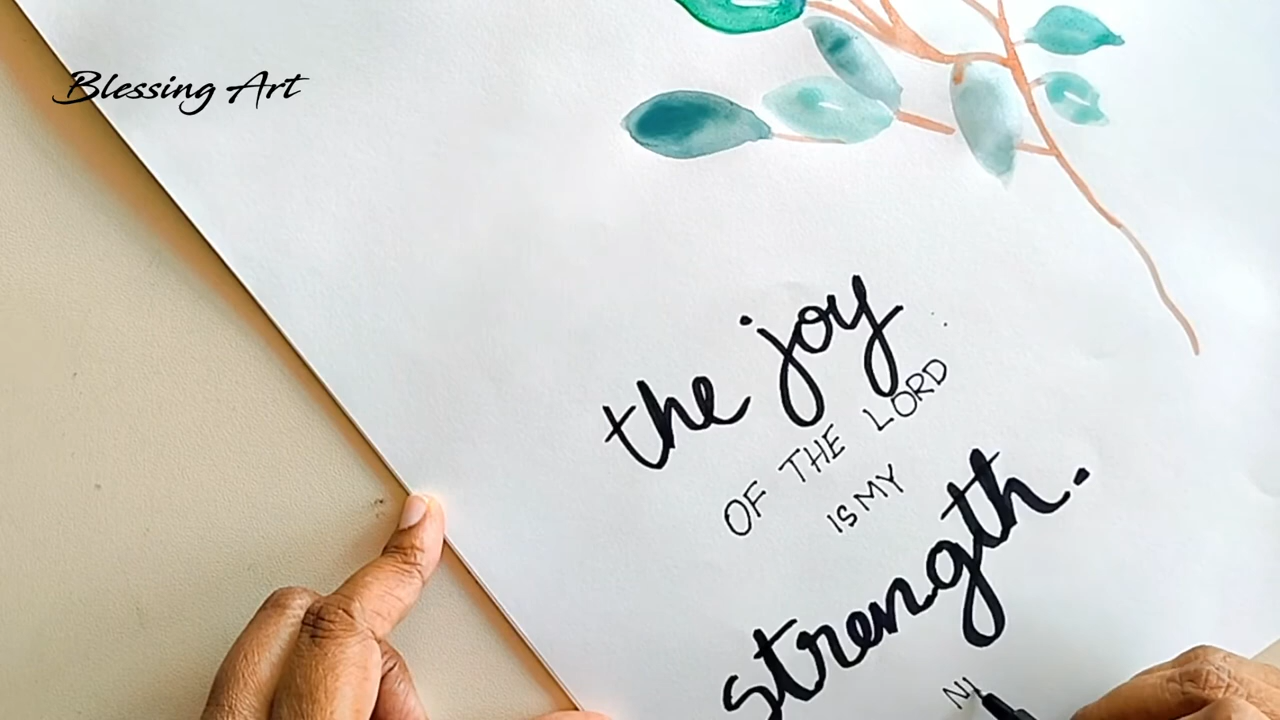 Blessing Art
the joy
OF THE LORD
IS MY
strength.